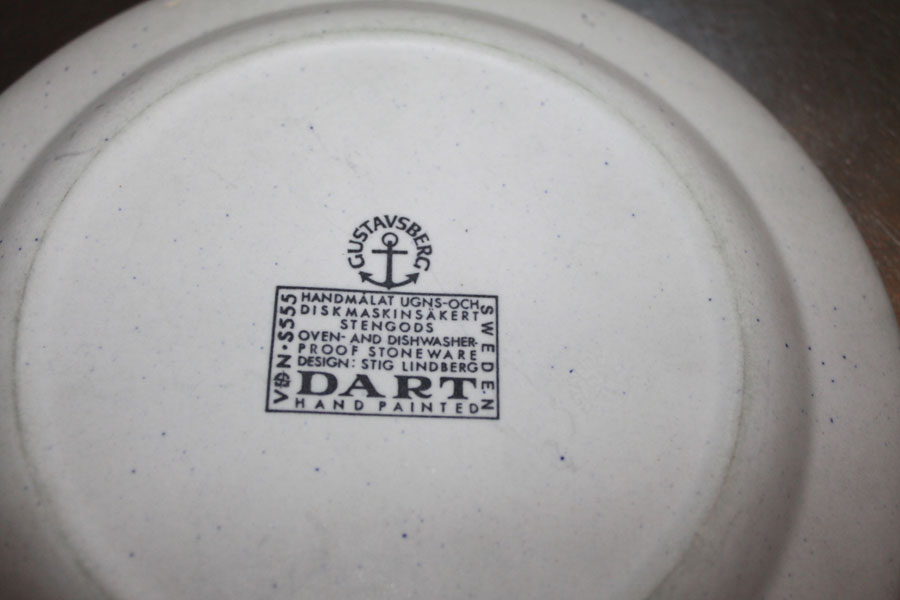 GUSTAVSBERG
HANDMÅLAT UGNS-OCH
DISKMASKINSÄKERT
STENGODS
OVEN- AND DISHWASHER-
PROOF STONEWARE
DESIGN: STIG LINDBERG
DART
HAND PAINTED
VDN·S555
SWEDEN